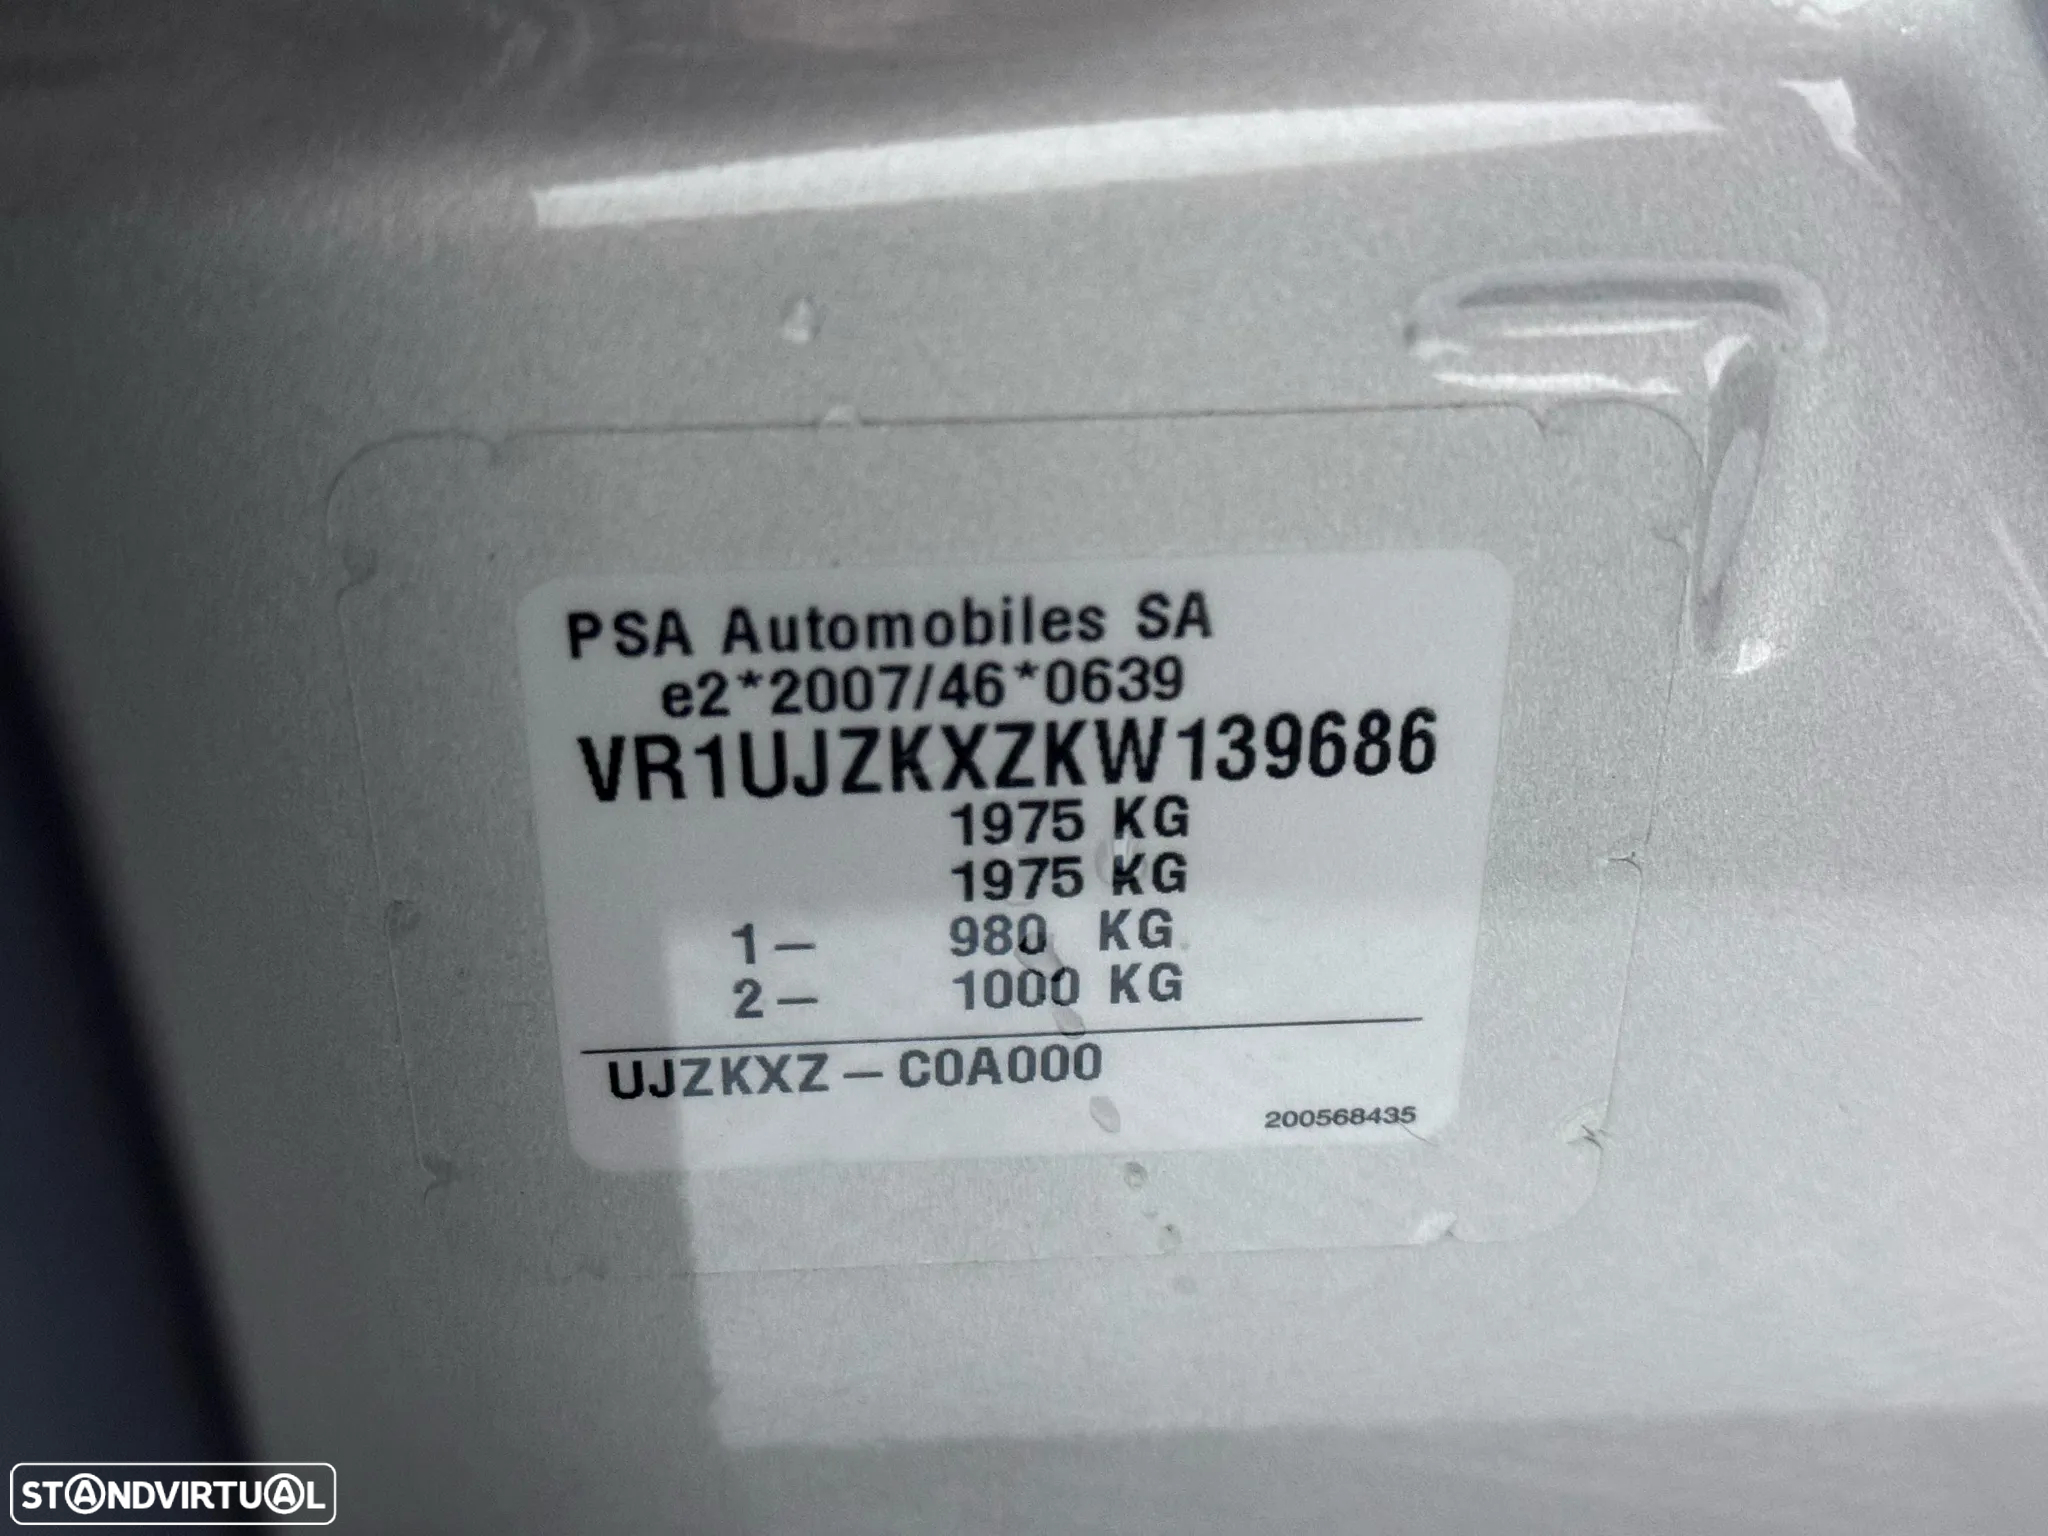 PSA Automobiles SA
e2*2007/46*0639
VR1UJZKXZKW139686
1975 KG
1975 KG
1- 980 KG
2- 1000 KG
UJZKXZ-C0A000
200568435
STANDVIRTUAL